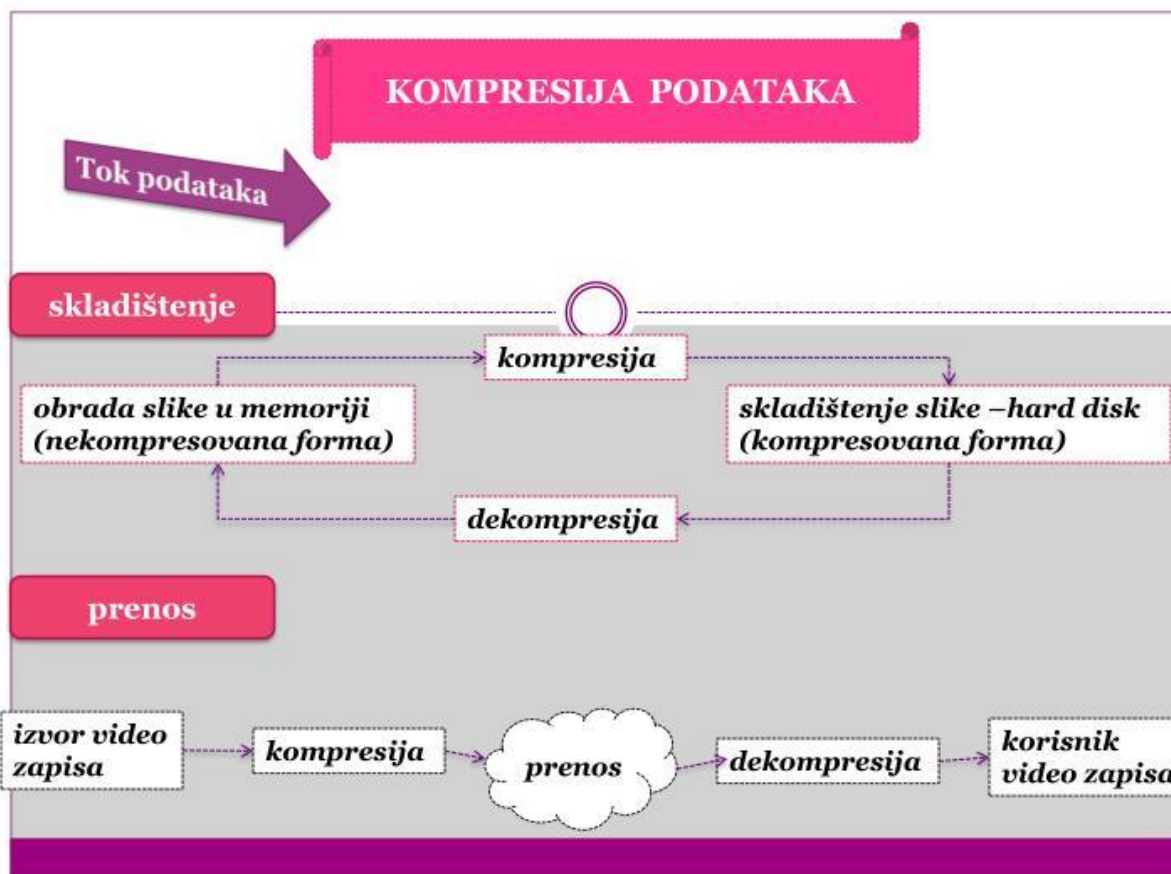 KOMPRESIJA PODATAKA
Tok podataka
skladištenje
kompresija
obrada slike u memoriji
(nekompresovana forma)
skladištenje slike –hard disk
(kompresovana forma)
dekompresija
prenos
izvor video
zapisa
kompresija
prenos
dekompresija
korisnik
video zapisa